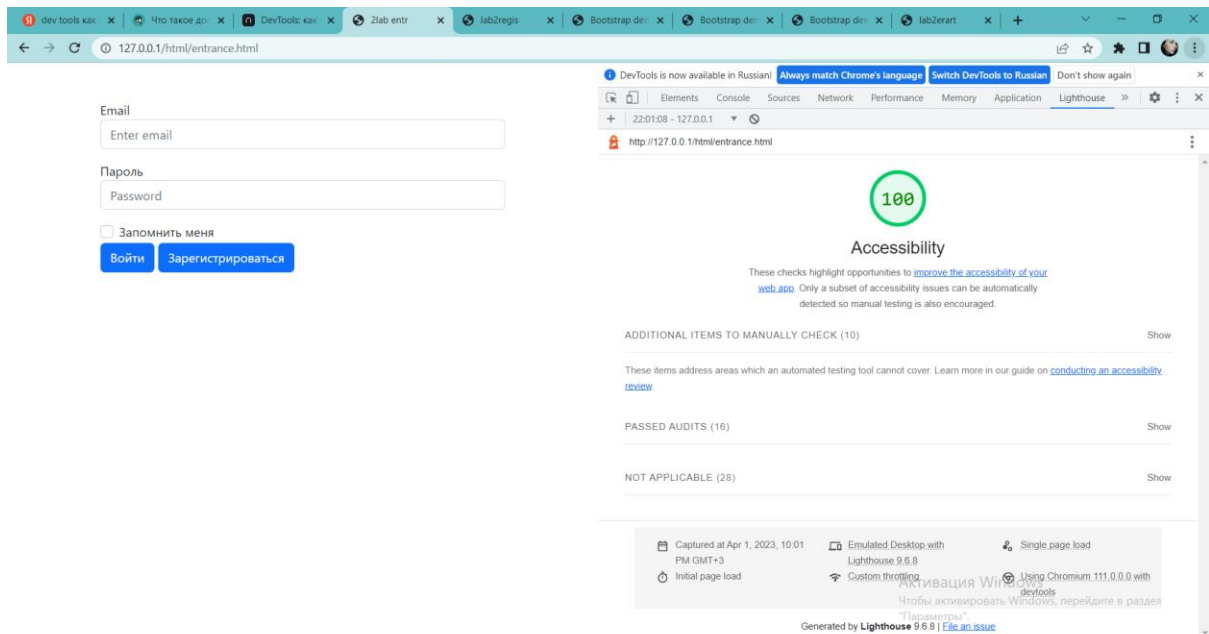 dev tools как
Что такое дос
DevTools: как
2lab entr
lab2regis
Bootstrap den
Bootstrap den
Bootstrap den
lab2erart
127.0.0.1/html/entrance.html
Email
Enter email
Пароль
Password
Запомнить меня
Войти
Зарегистрироваться
DevTools is now available in Russian! Always match Chrome's language Switch DevTools to Russian Don't show again
Elements Console Sources Network Performance Memory Application Lighthouse
22:01:08 - 127.0.0.1
http://127.0.0.1/html/entrance.html
100
Accessibility
These checks highlight opportunities to improve the accessibility of your
web app. Only a subset of accessibility issues can be automatically
detected so manual testing is also encouraged.
ADDITIONAL ITEMS TO MANUALLY CHECK (10) Show
These items address areas which an automated testing tool cannot cover. Learn more in our guide on conducting an accessibility
review.
PASSED AUDITS (16) Show
NOT APPLICABLE (28) Show
Captured at Apr 1, 2023, 10:01
PM GMT+3
Emulated Desktop with
Lighthouse 9.6.8
Single page load
Initial page load
Custom throttling
Using Chromium 111.0.0.0 with
devtools
Активация Windows
Чтобы активировать Windows, перейдите в раздел
"Параметры".
Generated by Lighthouse 9.6.8 | File an issue